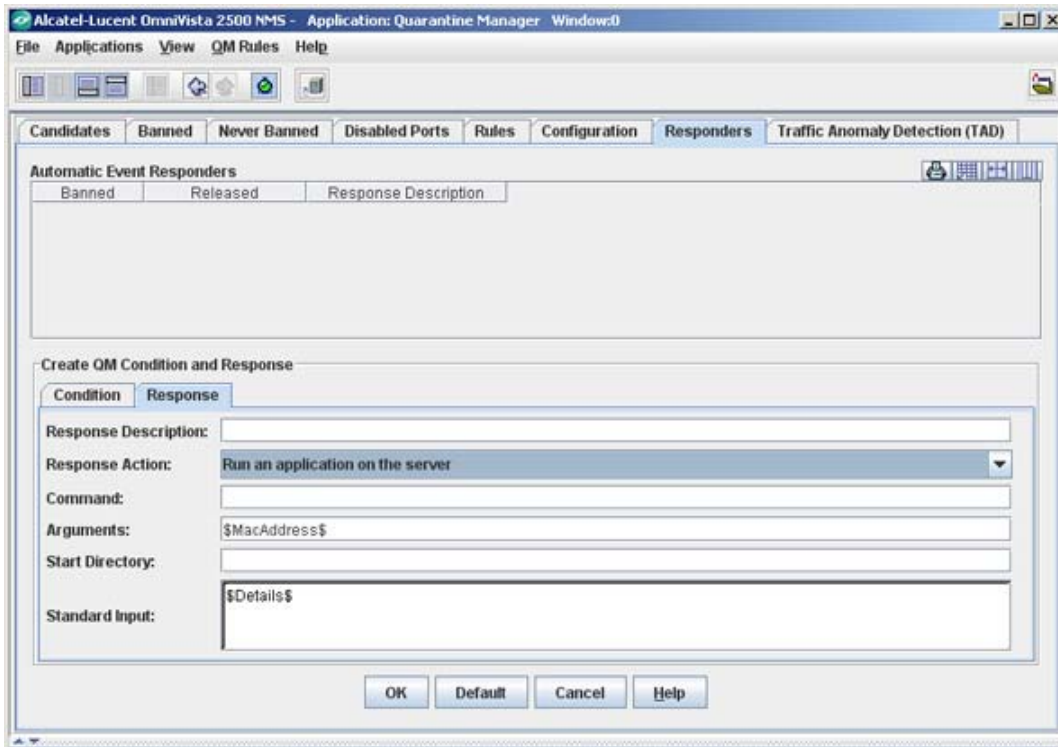 Alcatel-Lucent OmniVista 2500 NMS - Application: Quarantine Manager Window:0
File Applications View QM Rules Help
Candidates Banned Never Banned Disabled Ports Rules Configuration Responders Traffic Anomaly Detection (TAD)
Automatic Event Responders
Banned Released Response Description
Create QM Condition and Response
Condition Response
Response Description:
Response Action: Run an application on the server
Command:
Arguments: $MacAddress$
Start Directory:
Standard Input: $Details$
OK Default Cancel Help